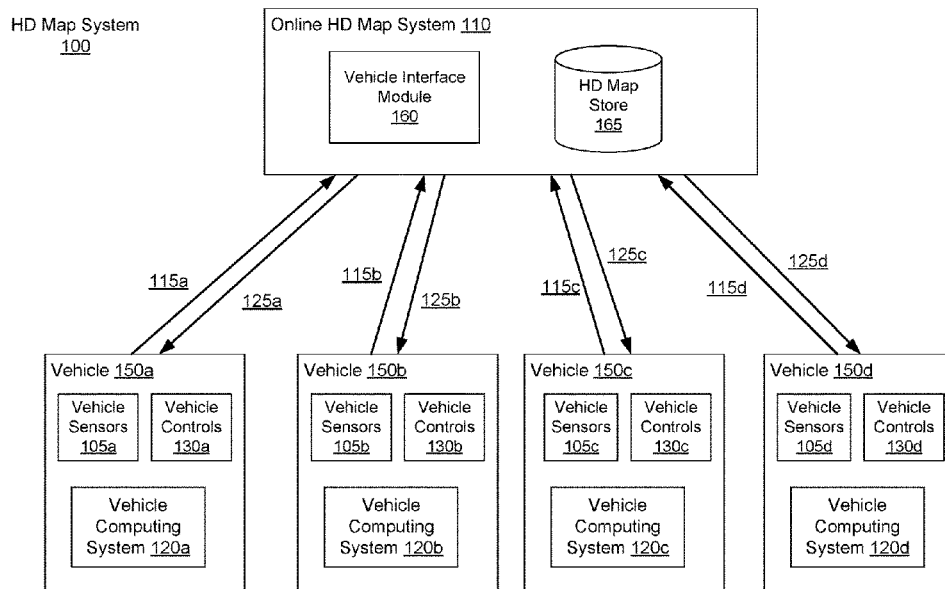 HD Map System
100
Online HD Map System 110
Vehicle Interface
Module
160
HD Map
Store
165
115a
125a
115b
125b
115c
125c
115d
125d
Vehicle 150a
Vehicle
Sensors
105a
Vehicle
Controls
130a
Vehicle
Computing
System 120a
Vehicle 150b
Vehicle
Sensors
105b
Vehicle
Controls
130b
Vehicle
Computing
System 120b
Vehicle 150c
Vehicle
Sensors
105c
Vehicle
Controls
130c
Vehicle
Computing
System 120c
Vehicle 150d
Vehicle
Sensors
105d
Vehicle
Controls
130d
Vehicle
Computing
System 120d